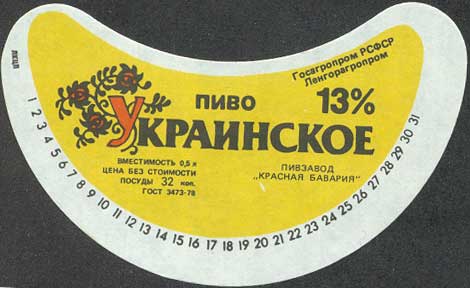 Госагропром РСФСР
Ленгорагропром
ПИВО 13%
УКРАИНСКОЕ
ВМЕСТИМОСТЬ 0,5 л
ЦЕНА БЕЗ СТОИМОСТИ
ПОСУДЫ 32 коп.
ГОСТ 3473-78
ПИВЗАВОД
„КРАСНАЯ БАВАРИЯ"
1 2 3 4 5 6 7 8 9 10 11 12 13 14 15 16 17 18 19 20 21 22 23 24 25 26 27 28 29 30 31